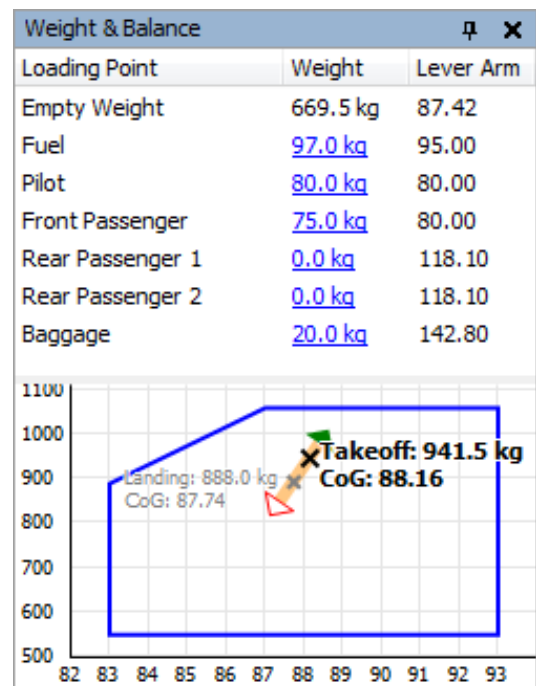 Weight & Balance
Loading Point Weight Lever Arm
Empty Weight 669.5 kg 87.42
Fuel 97.0 kg 95.00
Pilot 80.0 kg 80.00
Front Passenger 75.0 kg 80.00
Rear Passenger 1 0.0 kg 118.10
Rear Passenger 2 0.0 kg 118.10
Baggage 20.0 kg 142.80
1100
1000
Takeoff: 941.5 kg
900 Landing: 888.0 kg CoG: 88.16
CoG: 87.74
800
700
600
500
82 83 84 85 86 87 88 89 90 91 92 93